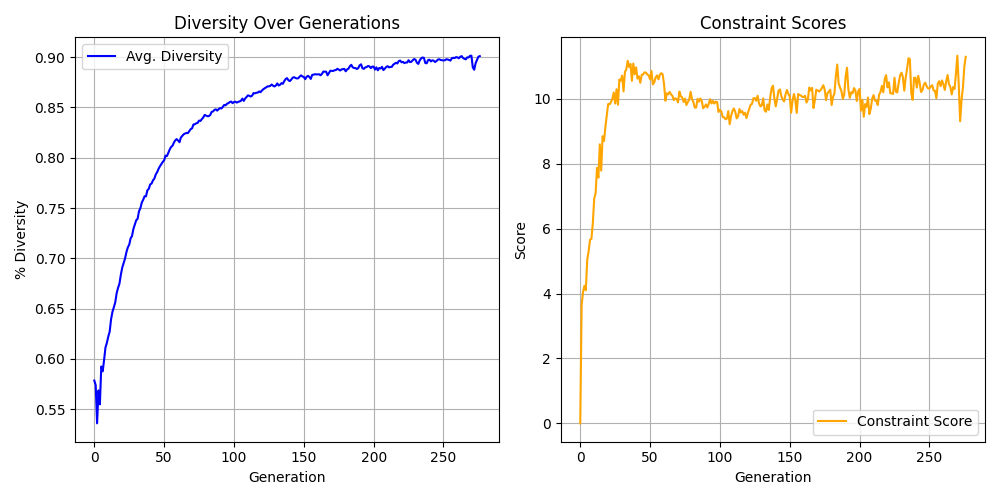 Diversity Over Generations
Avg. Diversity
% Diversity
0.90
0.85
0.80
0.75
0.70
0.65
0.60
0.55
0 50 100 150 200 250
Generation
Constraint Scores
Score
10
8
6
4
2
0
Constraint Score
0 50 100 150 200 250
Generation